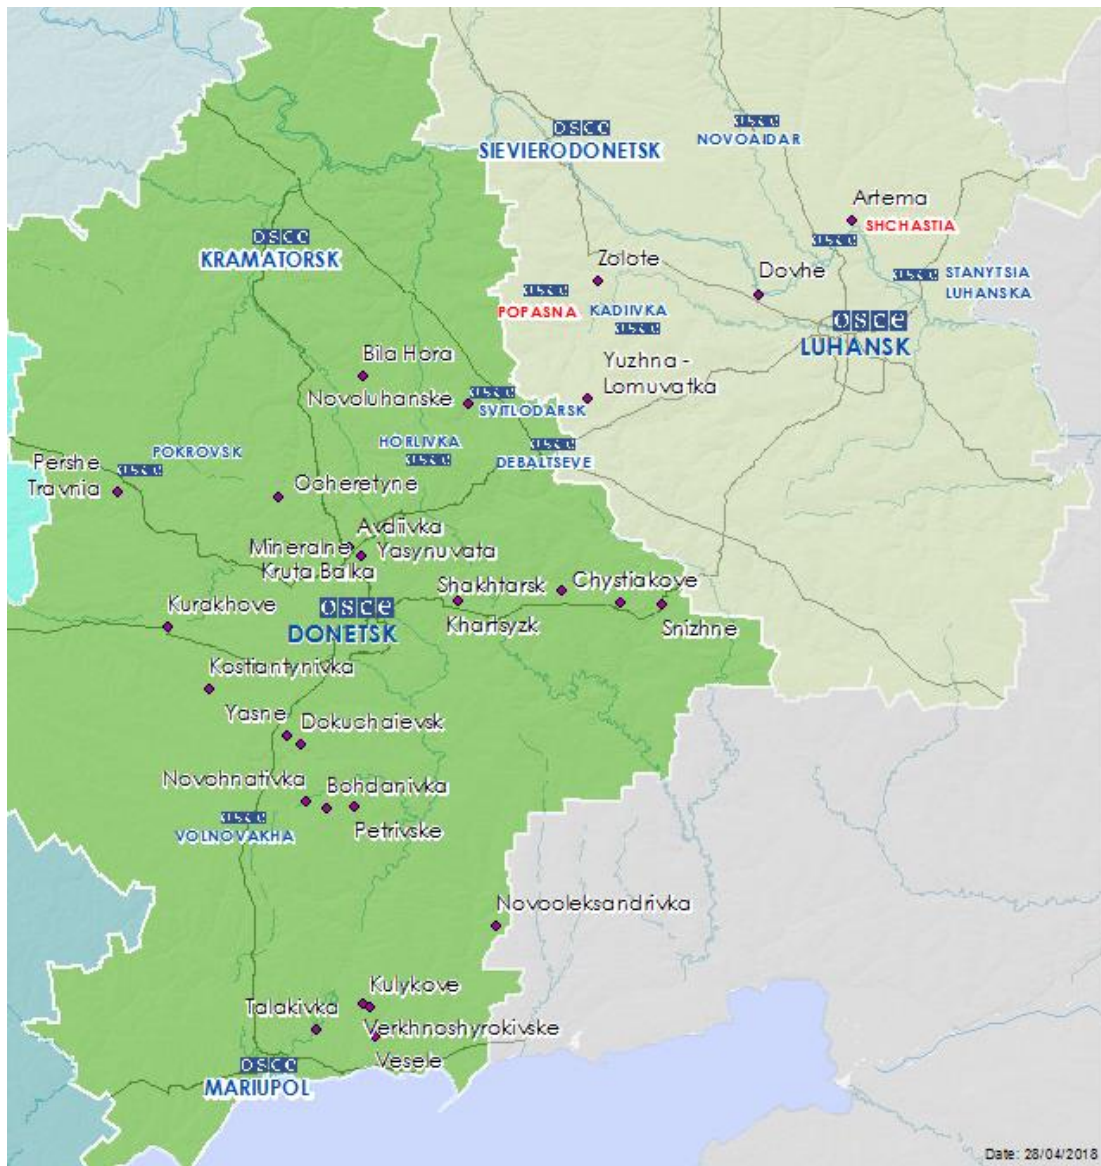 osce
SIEVIERODONETSK
osce
NOVOAIDAR
Artema
SHCHASTIA
osce
osce
KRAMATORSK
Zolote
Dovhe
osce
STANYTSIA
LUHANSKA
osce
POPASNA
KADIIVKA
osce
osce
LUHANSK
Bila Hora
Novoluhanske
osce
SVITLODARSK
Yuzhna -
Lomuvatka
HORLIVKA
osce
osce
DEBALTSEVE
POKROVSK
osce
Pershe
Travnia
Ocheretyne
Avdiivka
Mineralne
Yasynuvata
Kruta Balka
Shakhtarsk
Chystiakove
Khartsyzk
Snizhne
Kurakhove
osce
DONETSK
Kostiantynivka
Yasne
Dokuchaievsk
Novohnativka
Bohdanivka
Petrivske
osce
VOLNOVAKHA
Novooleksandrivka
Kulykove
Talakivka
Verkhnoshyrokivske
Vesele
osce
MARIUPOL
Date: 28/04/2018